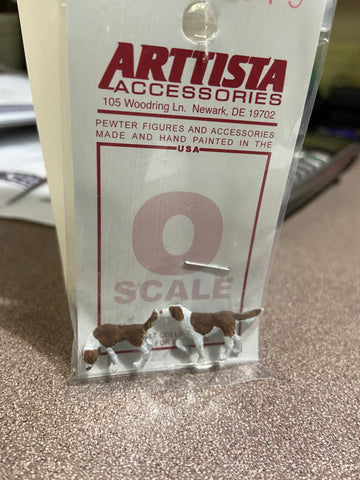 ARTTISTA
ACCESSORIES
105 Woodring Ln. Newark, DE 19702
PEWTER FIGURES AND ACCESSORIES
MADE AND HAND PAINTED IN THE
USA
O
SCALE
FOR